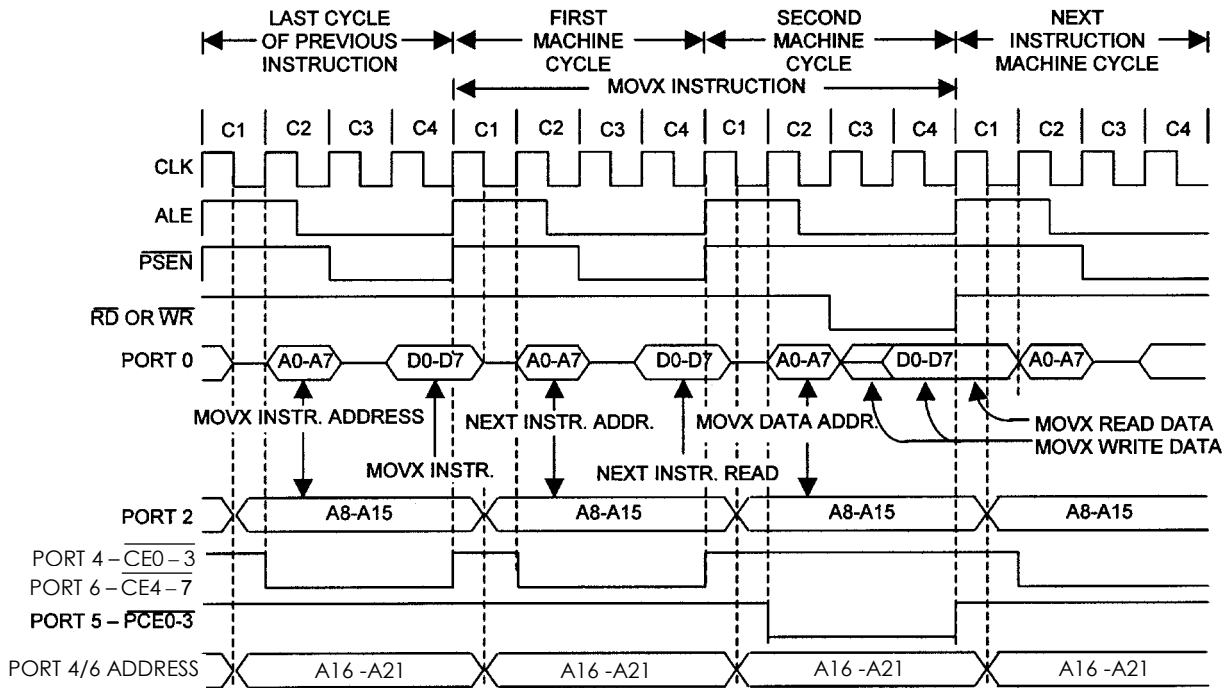 LAST CYCLE OF PREVIOUS INSTRUCTION
FIRST MACHINE CYCLE
SECOND MACHINE CYCLE
NEXT INSTRUCTION MACHINE CYCLE
MOVX INSTRUCTION
C1 C2 C3 C4 C1 C2 C3 C4 C1 C2 C3 C4 C1 C2 C3 C4
CLK
ALE
PSEN
RD OR WR
PORT 0 A0-A7 D0-D7 A0-A7 D0-D7 A0-A7 D0-D7 A0-A7
MOVX INSTR. ADDRESS NEXT INSTR. ADDR. MOVX DATA ADDR. MOVX READ DATA
MOVX WRITE DATA
MOVX INSTR. NEXT INSTR. READ
PORT 2 A8-A15 A8-A15 A8-A15 A8-A15
PORT 4 – CE0 – 3
PORT 6 – CE4 – 7
PORT 5 – PCE0-3
PORT 4/6 ADDRESS A16 -A21 A16 -A21 A16 -A21 A16 -A21